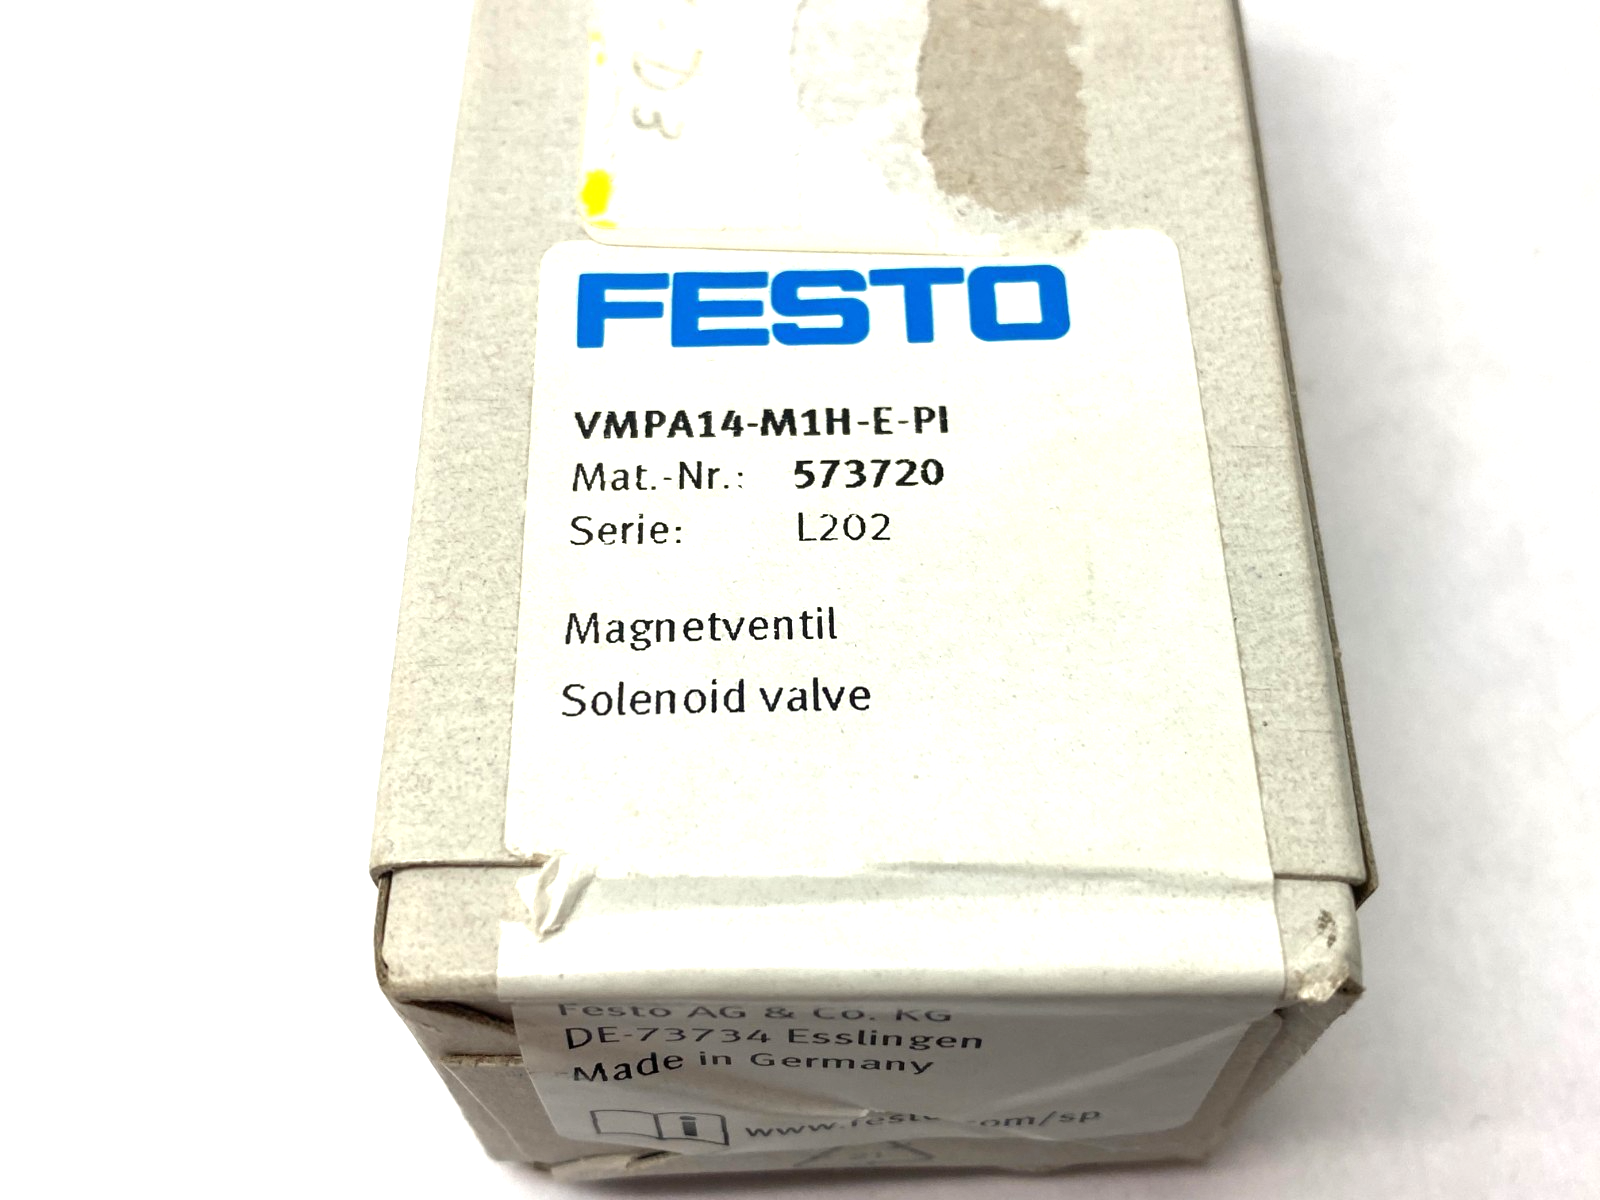 FESTO
VMPA14-M1H-E-PI
Mat.-Nr.: 573720
Serie: L202
Magnetventil
Solenoid valve
Festo AG & Co. KG
DE-73734 Esslingen
Made in Germany